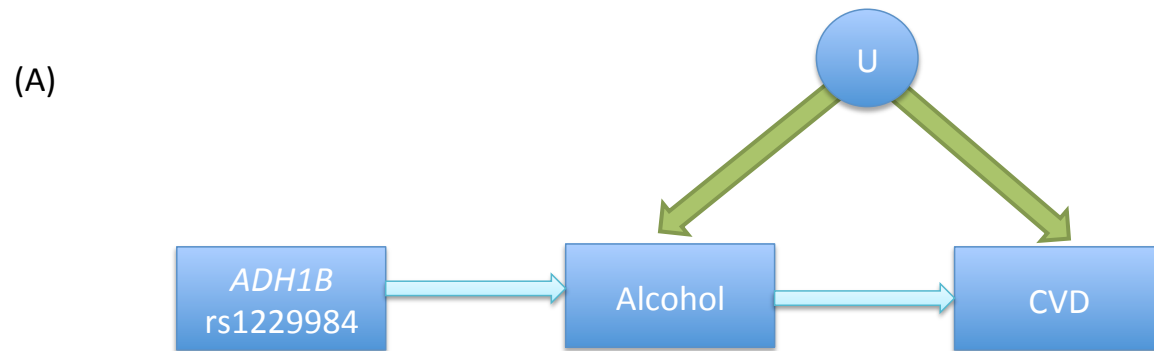 (A)
U
ADH1B
rs1229984
Alcohol
CVD